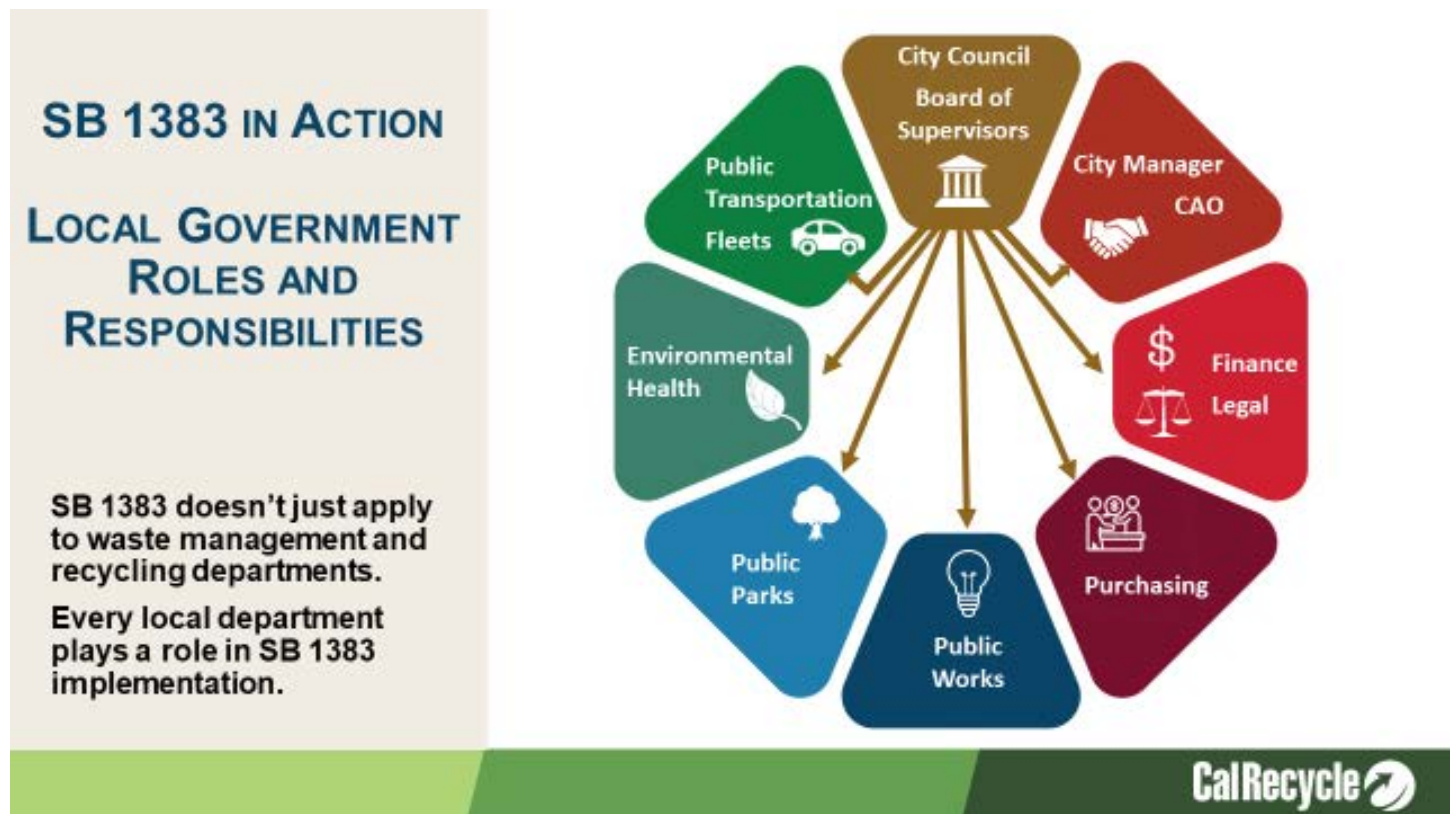 SB 1383 IN ACTION
LOCAL GOVERNMENT
ROLES AND
RESPONSIBILITIES
SB 1383 doesn't just apply
to waste management and
recycling departments.
Every local department
plays a role in SB 1383
implementation.
City Council
Board of
Supervisors
City Manager
CAO
$
Finance
Legal
Purchasing
Public
Works
Public
Parks
Environmental
Health
Public
Transportation
Fleets
CalRecycle